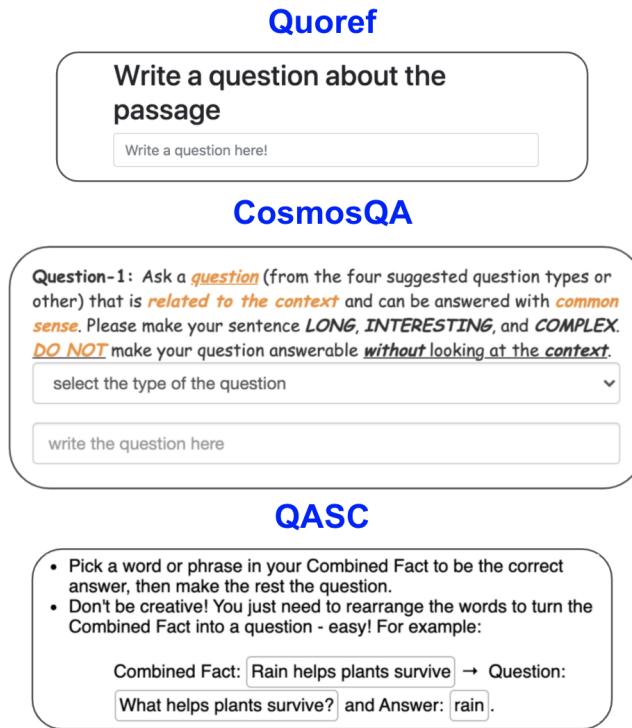 Quoref
Write a question about the
passage
Write a question here!
CosmosQA
Question-1: Ask a question (from the four suggested question types or
other) that is related to the context and can be answered with common
sense. Please make your sentence LONG, INTERESTING, and COMPLEX.
DO NOT make your question answerable without looking at the context.
select the type of the question
write the question here
QASC
• Pick a word or phrase in your Combined Fact to be the correct
answer, then make the rest the question.
• Don't be creative! You just need to rearrange the words to turn the
Combined Fact into a question - easy! For example:
Combined Fact: Rain helps plants survive → Question:
What helps plants survive? and Answer: rain .